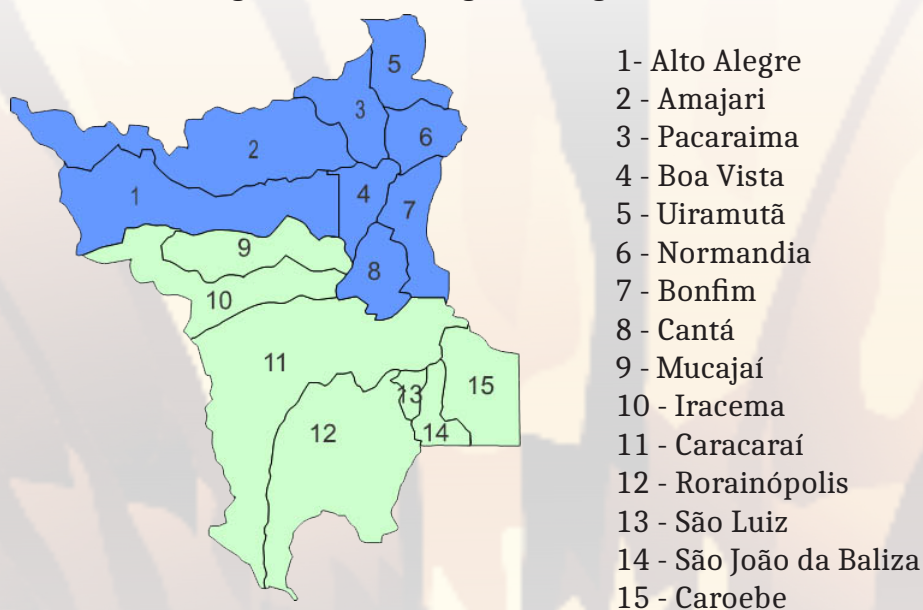 5
3
2
6
1
4
7
9
8
10
11
15
13
12
14
1- Alto Alegre
2 - Amajari
3 - Pacaraima
4 - Boa Vista
5 - Uiramutã
6 - Normandia
7 - Bonfim
8 - Cantá
9 - Mucajaí
10 - Iracema
11 - Caracaraí
12 - Rorainópolis
13 - São Luiz
14 - São João da Baliza
15 - Caroebe